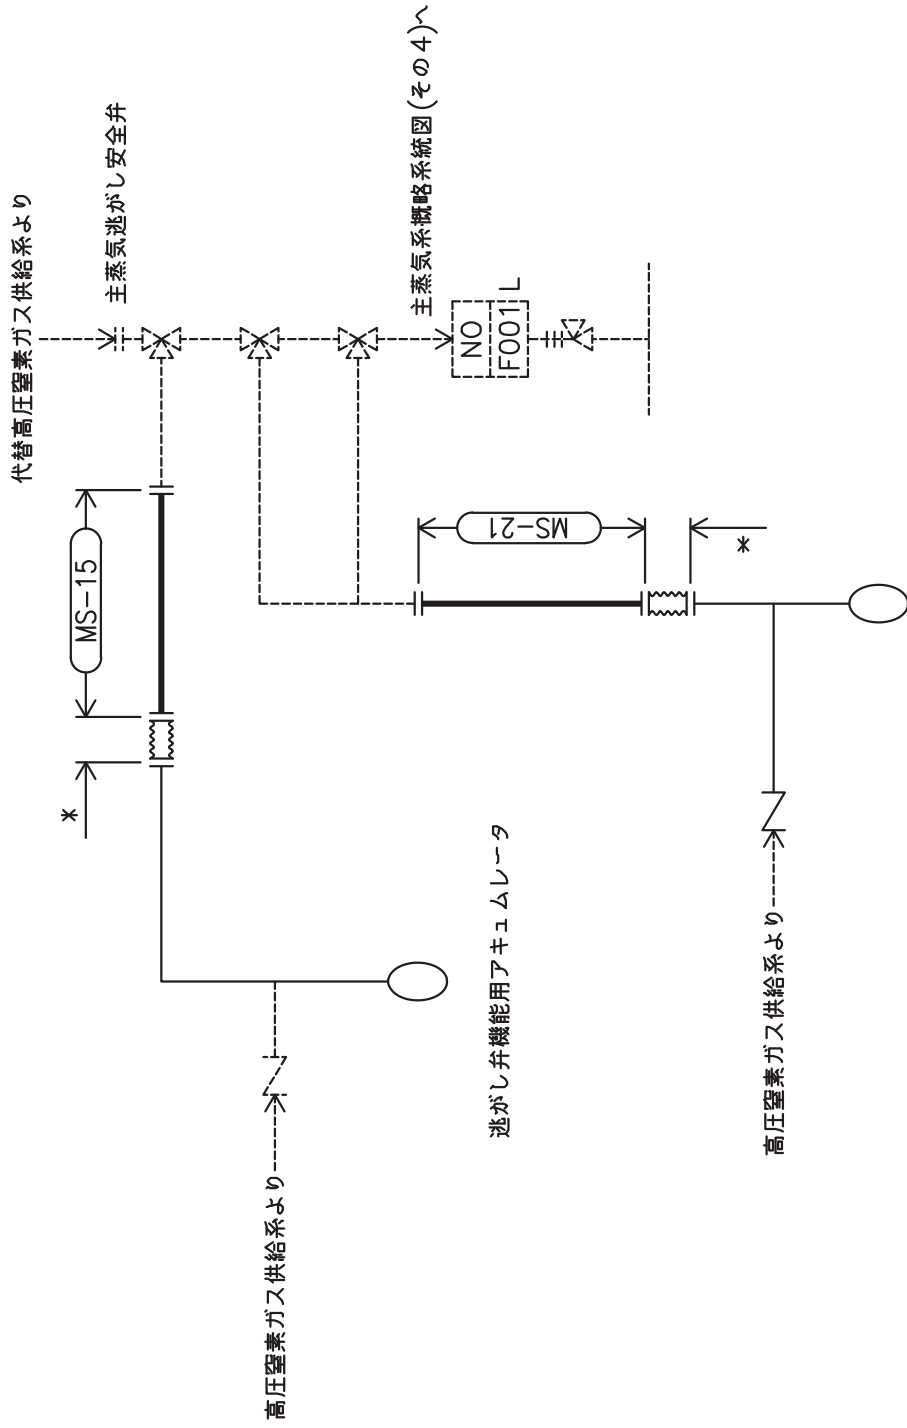 代替高圧窒素ガス供給系より
主蒸気逃がし安全弁
主蒸気系概略系統図(その4)へ
NO
F001
L
MS-15
*
MS-21
*
逃がし弁機能用アキュムレータ
高圧窒素ガス供給系より
高圧窒素ガス供給系より